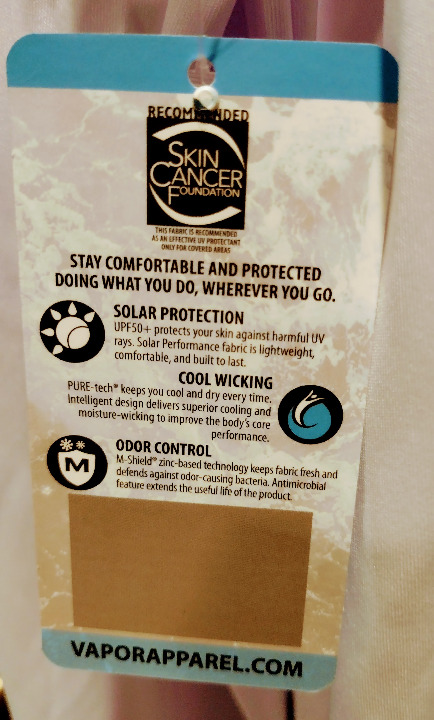 RECOMMENDED
SKIN
CANCER
FOUNDATION
THIS FABRIC IS RECOMMENDED
AS AN EFFECTIVE UV PROTECTANT
ONLY FOR COVERED AREAS
STAY COMFORTABLE AND PROTECTED
DOING WHAT YOU DO, WHEREVER YOU GO.
SOLAR PROTECTION
UPF50+ protects your skin against harmful UV
rays. Solar Performance fabric is lightweight,
comfortable, and built to last.
COOL WICKING
PURE-tech® keeps you cool and dry every time.
Intelligent design delivers superior cooling and
moisture-wicking to improve the body's core
performance.
M
ODOR CONTROL
M-Shield® zinc-based technology keeps fabric fresh and
defends against odor-causing bacteria. Antimicrobial
feature extends the useful life of the product.
VAPORAPPAREL.COM